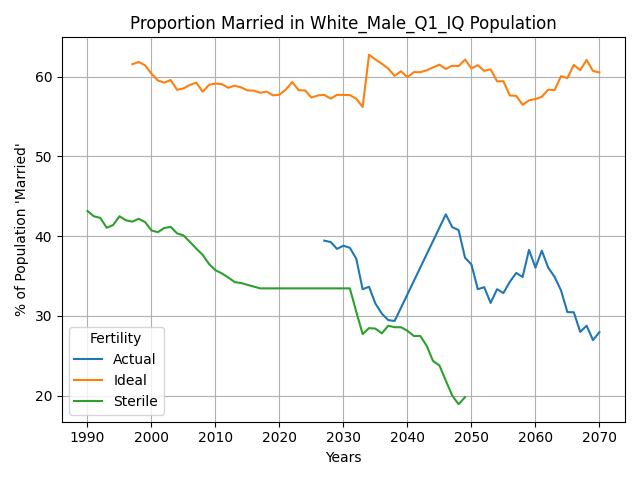 Proportion Married in White_Male_Q1_IQ Population
% of Population 'Married'
60
50
40
30
20
Fertility
Actual
Ideal
Sterile
1990 2000 2010 2020 2030 2040 2050 2060 2070
Years